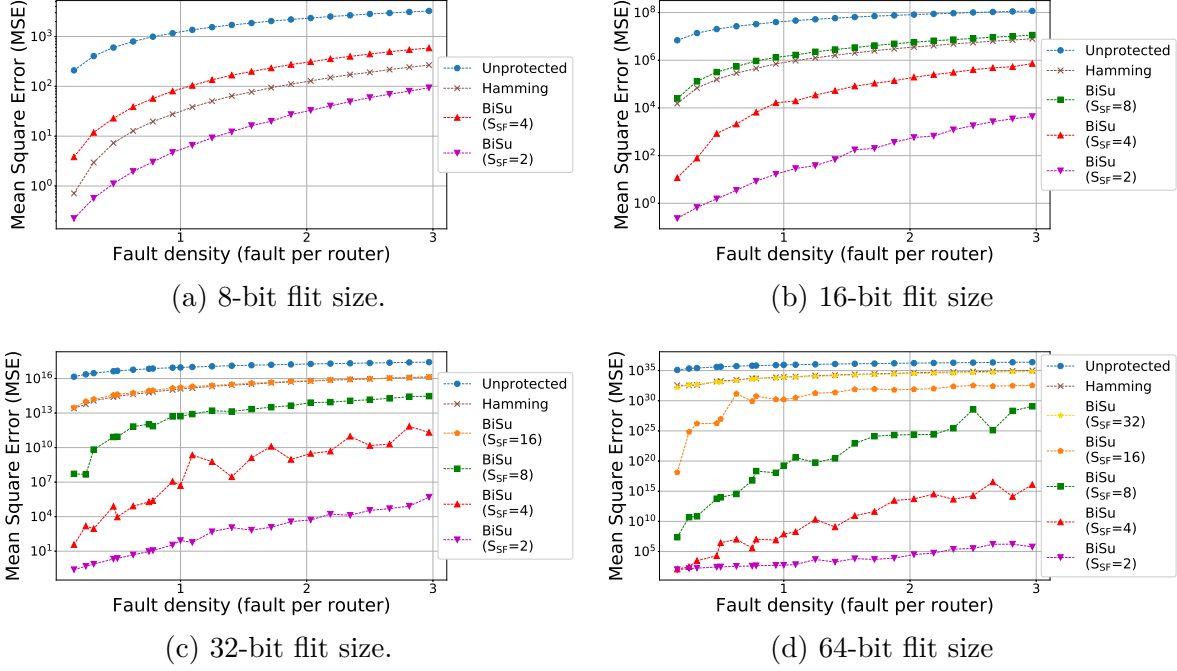 Mean Square Error (MSE)
10³
10²
10¹
10⁰
1
2
3
Fault density (fault per router)
Unprotected
Hamming
BiSu
(S_SF=4)
BiSu
(S_SF=2)
(a) 8-bit flit size.
Mean Square Error (MSE)
10⁸
10⁶
10⁴
10²
10⁰
1
2
3
Fault density (fault per router)
Unprotected
Hamming
BiSu
(S_SF=8)
BiSu
(S_SF=4)
BiSu
(S_SF=2)
(b) 16-bit flit size
Mean Square Error (MSE)
10¹⁶
10¹³
10¹⁰
10⁷
10⁴
10¹
1
2
3
Fault density (fault per router)
Unprotected
Hamming
BiSu
(S_SF=16)
BiSu
(S_SF=8)
BiSu
(S_SF=4)
BiSu
(S_SF=2)
(c) 32-bit flit size.
Mean Square Error (MSE)
10³⁵
10³⁰
10²⁵
10²⁰
10¹⁵
10¹⁰
10⁵
1
2
3
Fault density (fault per router)
Unprotected
Hamming
BiSu
(S_SF=32)
BiSu
(S_SF=16)
BiSu
(S_SF=8)
BiSu
(S_SF=4)
BiSu
(S_SF=2)
(d) 64-bit flit size